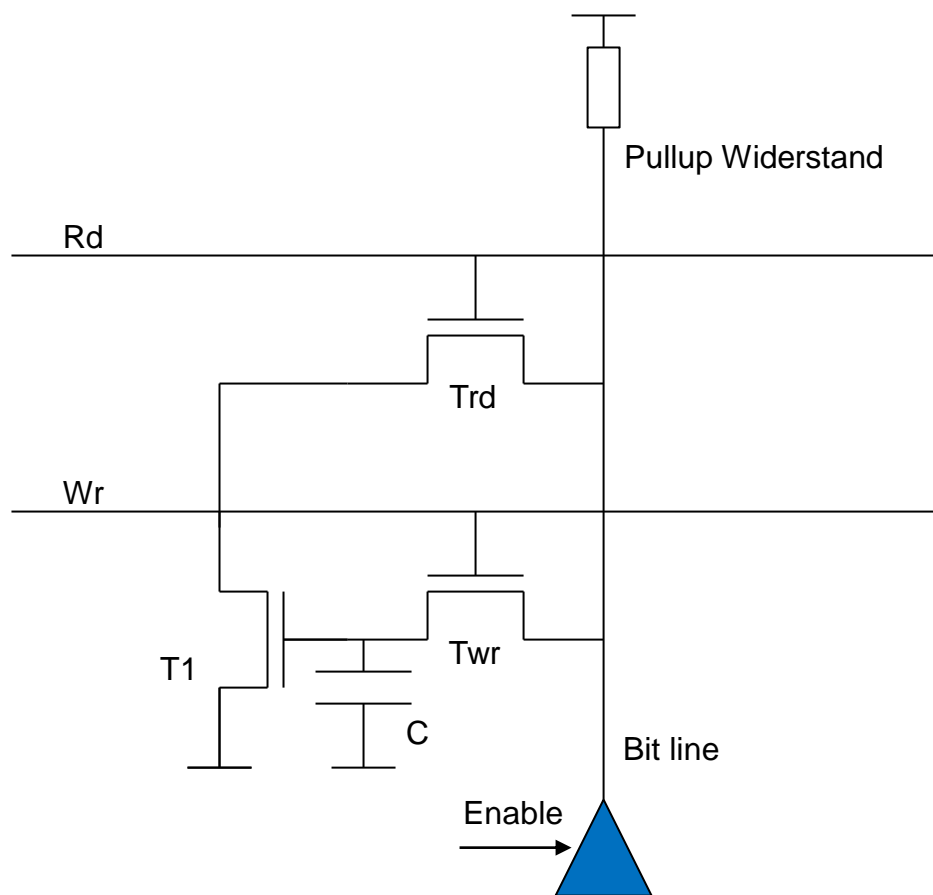 Pullup Widerstand
Rd
Trd
Wr
Twr
T1
C
Bit line
Enable